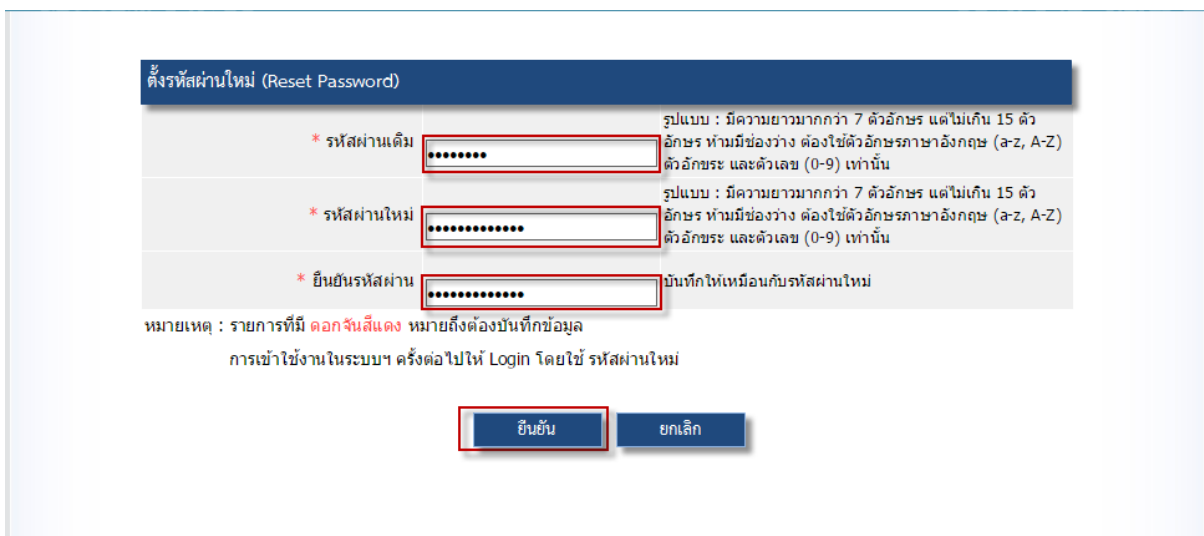 ตั้งรหัสผ่านใหม่ (Reset Password)
* รหัสผ่านเดิม
••••••••
รูปแบบ : มีความยาวมากกว่า 7 ตัวอักษร แต่ไม่เกิน 15 ตัว
อักษร ห้ามมีช่องว่าง ต้องใช้ตัวอักษรภาษาอังกฤษ (a-z, A-Z)
ตัวอักขระ และตัวเลข (0-9) เท่านั้น
* รหัสผ่านใหม่
•••••••••••••
รูปแบบ : มีความยาวมากกว่า 7 ตัวอักษร แต่ไม่เกิน 15 ตัว
อักษร ห้ามมีช่องว่าง ต้องใช้ตัวอักษรภาษาอังกฤษ (a-z, A-Z)
ตัวอักขระ และตัวเลข (0-9) เท่านั้น
* ยืนยันรหัสผ่าน
•••••••••••••
บันทึกให้เหมือนกับรหัสผ่านใหม่
หมายเหตุ : รายการที่มี ดอกจันสีแดง หมายถึงต้องบันทึกข้อมูล
การเข้าใช้งานในระบบฯ ครั้งต่อไปให้ Login โดยใช้ รหัสผ่านใหม่
ยืนยัน
ยกเลิก